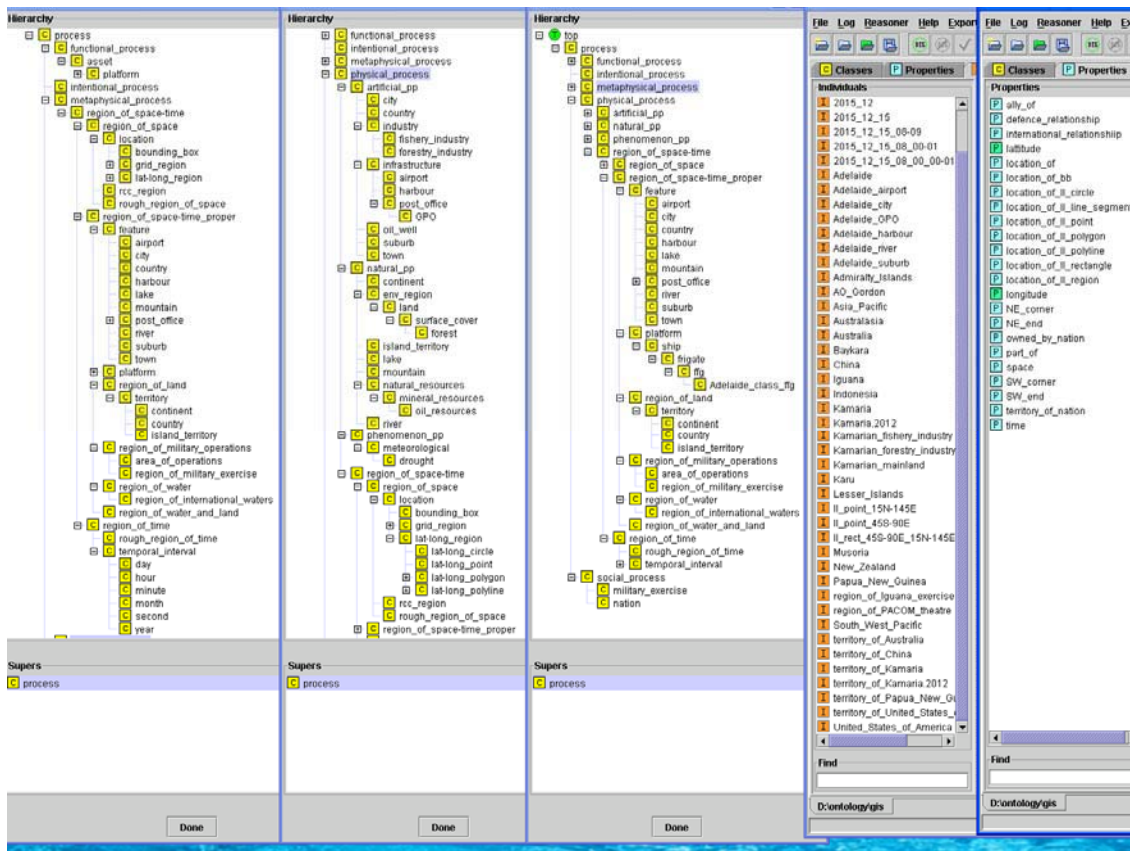 Hierarchy
process
functional_process
asset
platform
intentional_process
metaphysical_process
region_of_space-time
region_of_space
location
bounding_box
grid_region
lat-long_region
rcc_region
rough_region_of_space
region_of_space-time_proper
feature
airport
city
country
harbour
lake
mountain
post_office
river
suburb
town
platform
region_of_land
territory
continent
country
island_territory
region_of_military_operations
area_of_operations
region_of_military_exercise
region_of_water
region_of_international_waters
region_of_water_and_land
region_of_time
rough_region_of_time
temporal_interval
day
hour
minute
month
second
year
Supers
process
Hierarchy
functional_process
intentional_process
metaphysical_process
physical_process
artificial_pp
city
country
industry
fishery_industry
forestry_industry
infrastructure
airport
harbour
post_office
GPO
oil_well
suburb
town
natural_pp
continent
env_region
land
surface_cover
forest
island_territory
lake
mountain
natural_resources
mineral_resources
oil_resources
river
phenomenon_pp
meteorological
drought
region_of_space-time
region_of_space
location
bounding_box
grid_region
lat-long_region
lat-long_circle
lat-long_point
lat-long_polygon
lat-long_polyline
rcc_region
rough_region_of_space
region_of_space-time_proper
Supers
process
Done
Hierarchy
top
process
functional_process
intentional_process
metaphysical_process
physical_process
artificial_pp
natural_pp
phenomenon_pp
region_of_space-time
region_of_space
region_of_space-time_proper
feature
airport
city
country
harbour
lake
mountain
post_office
river
suburb
town
platform
ship
frigate
ffg
Adelaide_class_ffg
region_of_land
territory
continent
country
island_territory
region_of_military_operations
area_of_operations
region_of_military_exercise
region_of_water
region_of_international_waters
region_of_water_and_land
region_of_time
rough_region_of_time
temporal_interval
social_process
military_exercise
nation
Supers
process
Done
Done
File Log Reasoner Help Export
Classes Properties
Individuals
2015_12
2015_12_15
2015_12_15_06-09
2015_12_15_08_00-01
2015_12_15_08_00_00-01
Adelaide
Adelaide_airport
Adelaide_city
Adelaide_GPO
Adelaide_harbour
Adelaide_river
Adelaide_suburb
Admiralty_Islands
AO_Gordon
Asia_Pacific
Australasia
Australia
Baykara
China
Iguana
Indonesia
Kamaria
Kamaria.2012
Kamarian_fishery_industry
Kamarian_forestry_industry
Kamarian_mainland
Karu
Lesser_Islands
ll_point_15N-145E
ll_point_45S-90E
ll_rect_45S-90E_15N-145E
Musoria
New_Zealand
Papua_New_Guinea
region_of_Iguana_exercise
region_of_PACOM_theatre
South_West_Pacific
territory_of_Australia
territory_of_China
territory_of_Kamaria
territory_of_Kamaria.2012
territory_of_Papua_New_Gu
territory_of_United_States_
United_States_of_America
Find
D:\ontology\gis
File Log Reasoner Help Ex
Classes Properties
Properties
ally_of
defence_relationship
international_relationshiip
lattitude
location_of
location_of_bb
location_of_ll_circle
location_of_ll_line_segmen
location_of_ll_point
location_of_ll_polygon
location_of_ll_polyline
location_of_ll_rectangle
location_of_ll_region
longitude
NE_corner
NE_end
owned_by_nation
part_of
space
SW_corner
SW_end
territory_of_nation
time
Find
D:\ontology\gis